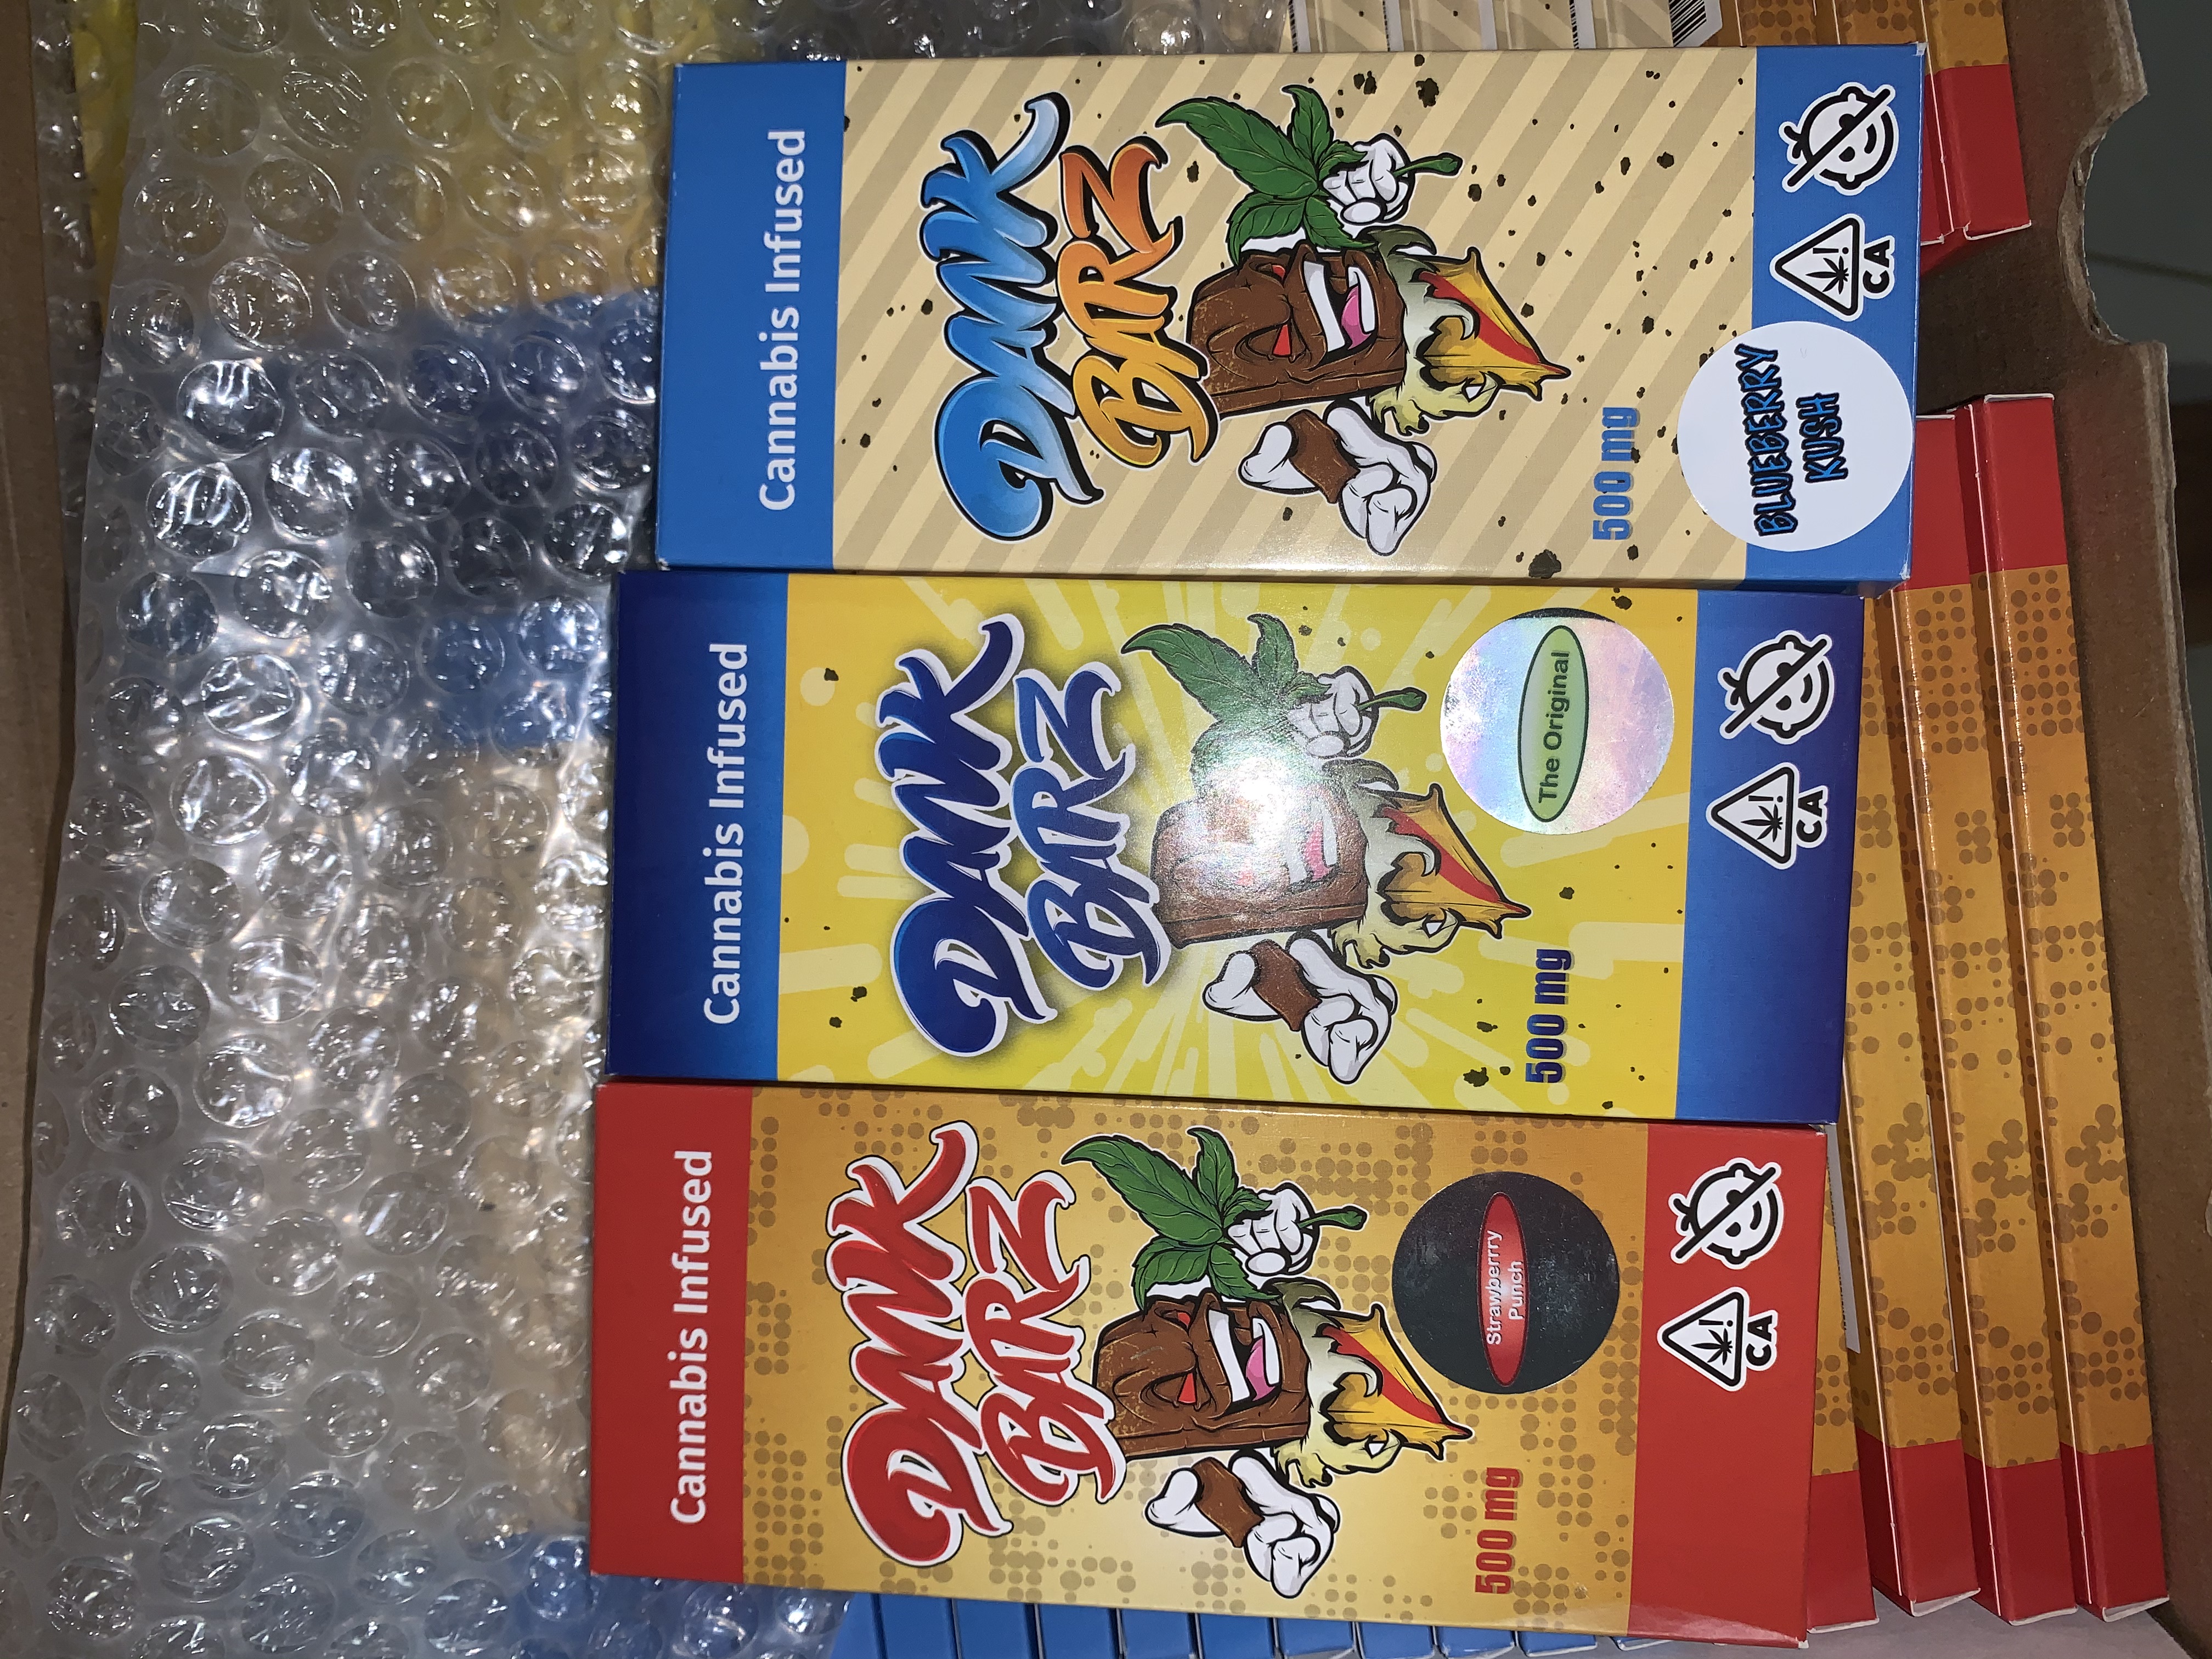 Cannabis Infused
DANK
BARZ
500 mg
Strawberrry
Punch
CA
Cannabis Infused
DANK
BARZ
500 mg
The Original
CA
Cannabis Infused
DANK
BARZ
500 mg
BLUEBERRY
KUSH
CA